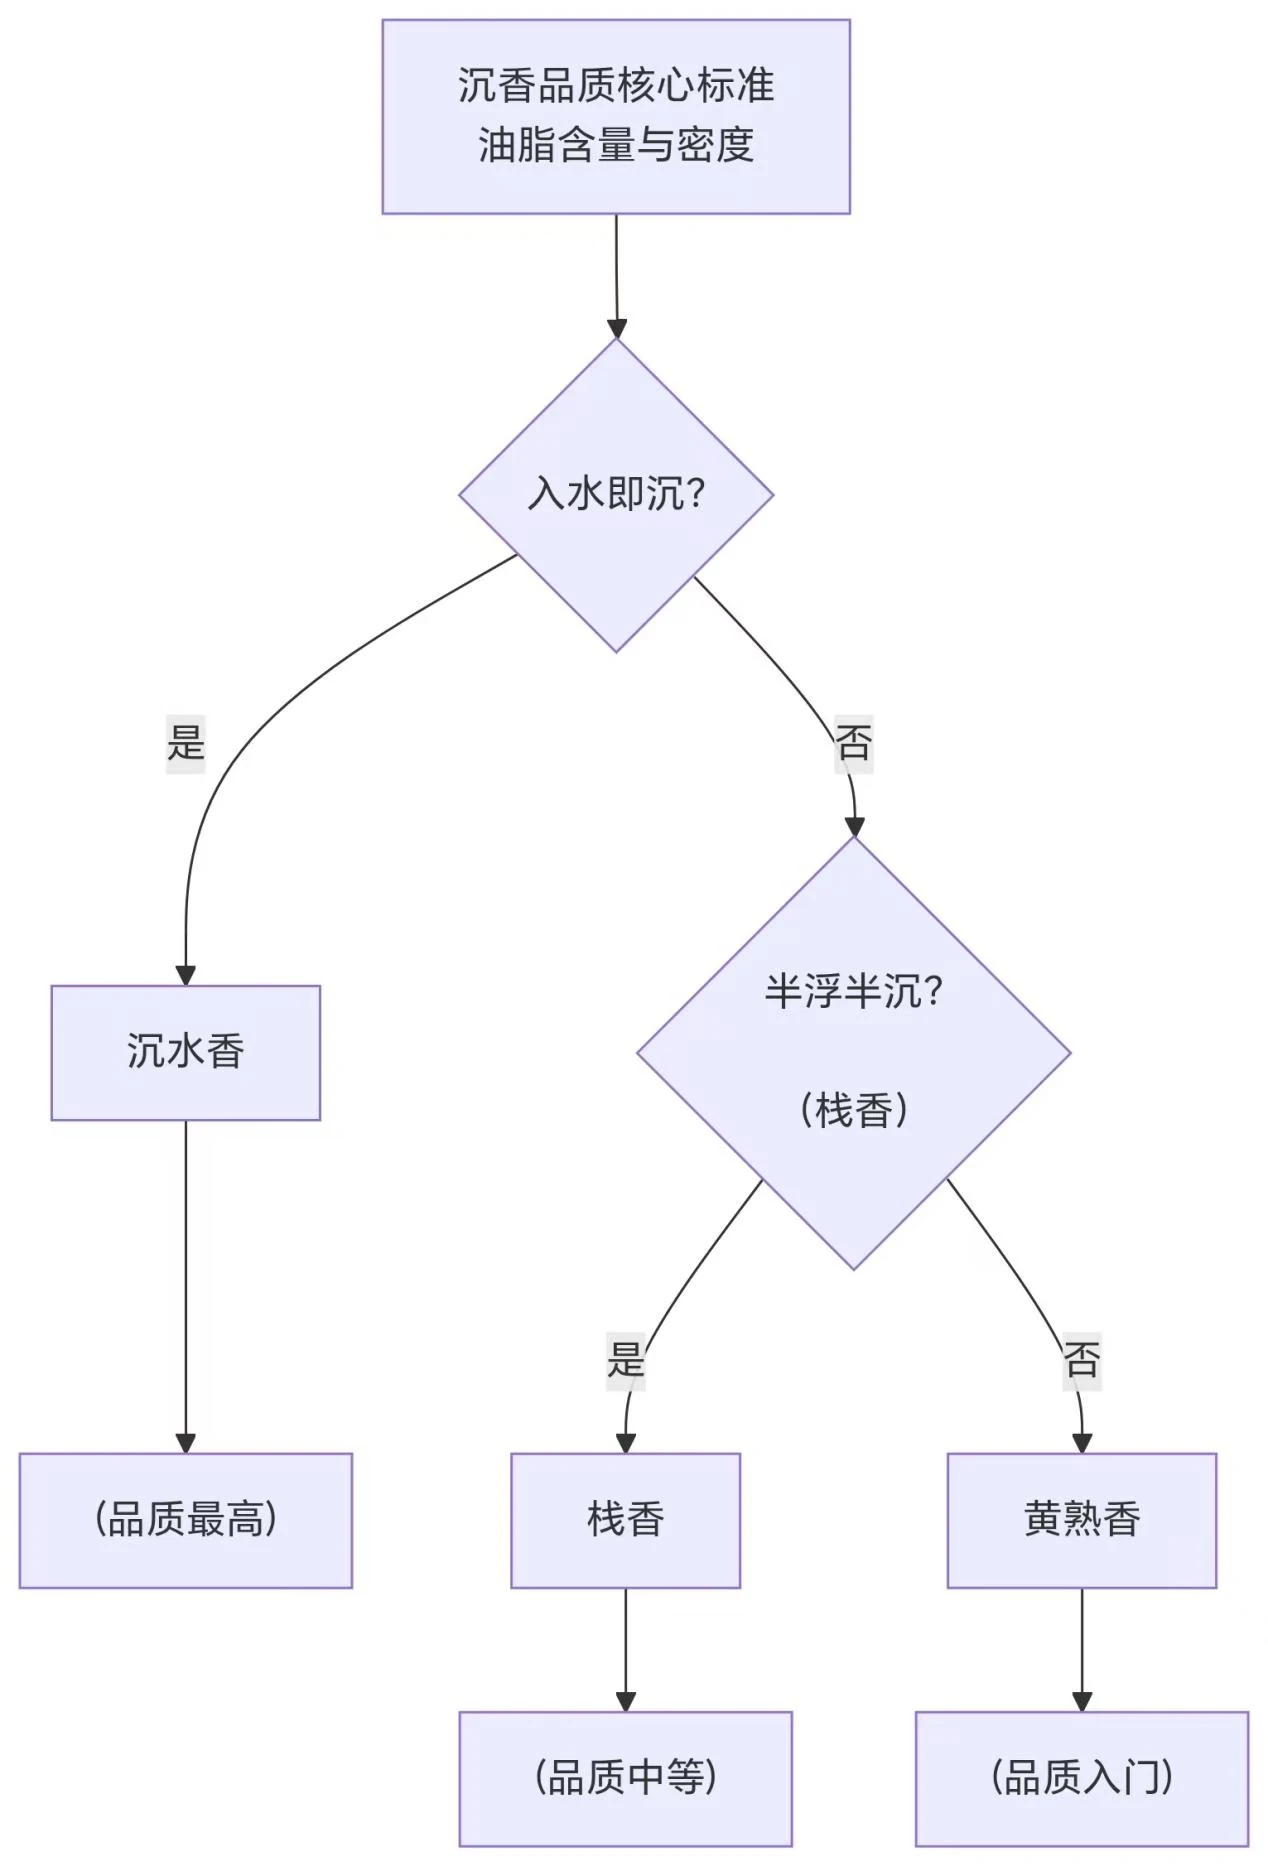 沉香品质核心标准
油脂含量与密度
入水即沉？
是
否
沉水香
半浮半沉？
（栈香）
是
否
（品质最高）
栈香
黄熟香
（品质中等）
（品质入门）